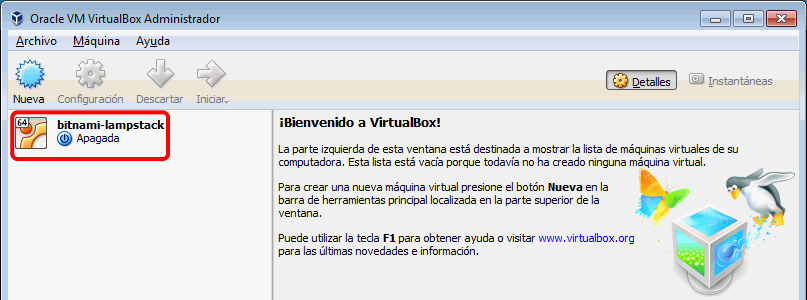 Oracle VM VirtualBox Administrador
Archivo Máquina Ayuda
Nueva Configuración Descartar Iniciar Detalles Instantáneas
64
bitnami-lampstack
Apagada
¡Bienvenido a VirtualBox!
La parte izquierda de esta ventana está destinada a mostrar la lista de máquinas virtuales de su
computadora. Esta lista está vacía porque todavía no ha creado ninguna máquina virtual.
Para crear una nueva máquina virtual presione el botón Nueva en la
barra de herramientas principal localizada en la parte superior de la
ventana.
Puede utilizar la tecla F1 para obtener ayuda o visitar www.virtualbox.org
para las últimas novedades e información.